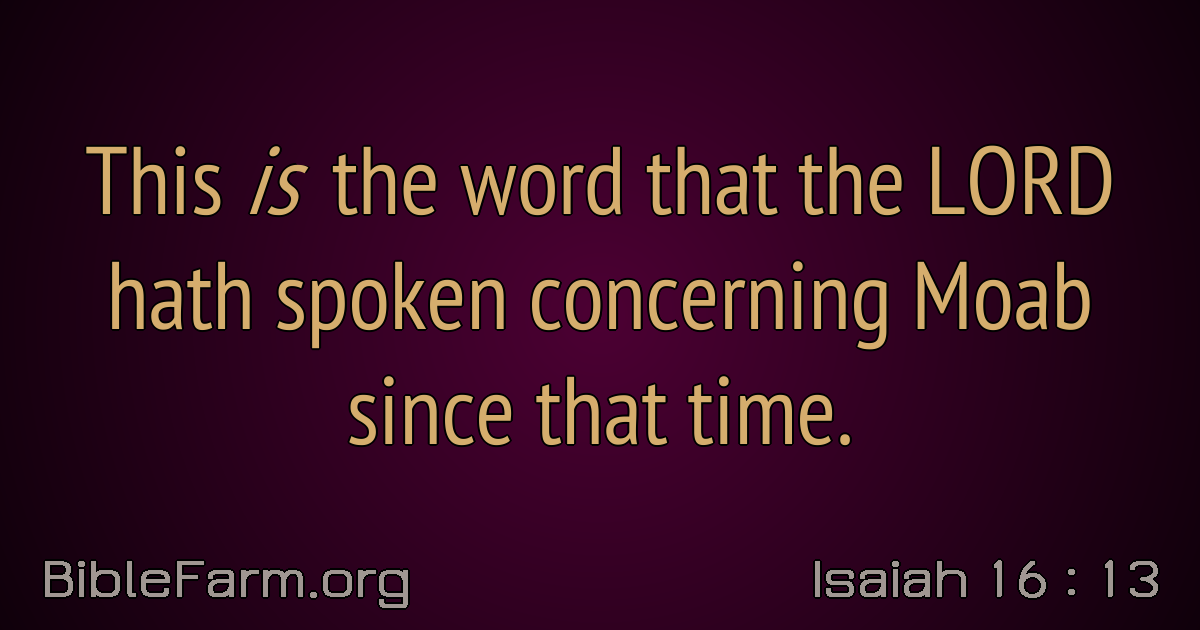 This is the word that the LORD
hath spoken concerning Moab
since that time.
BibleFarm.org
Isaiah 16 : 13